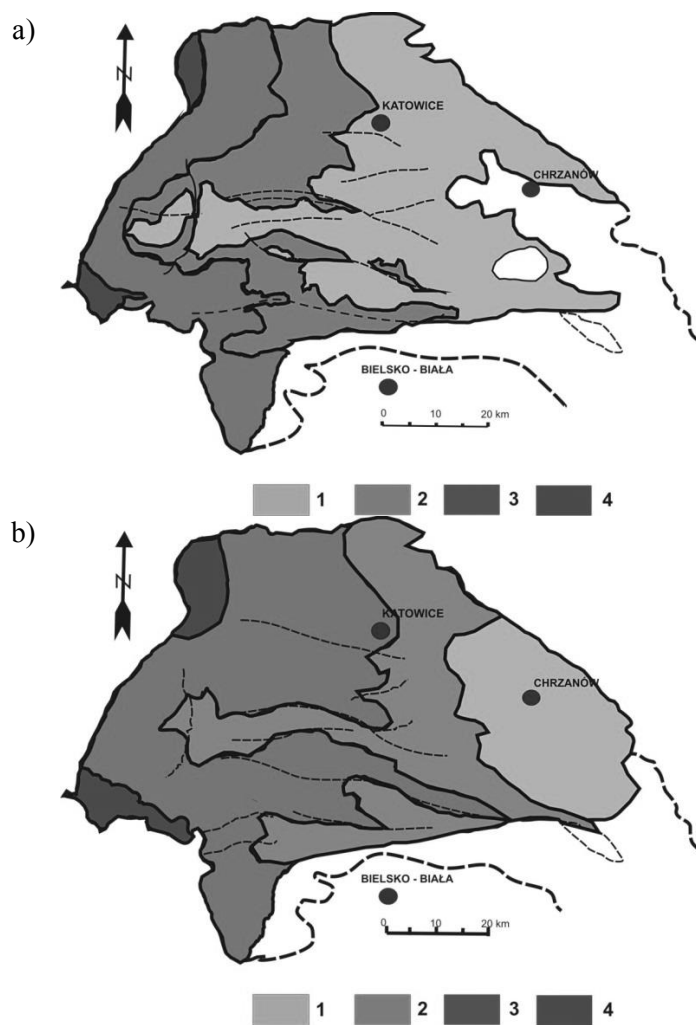 a)
N
KATOWICE
CHRZANÓW
BIELSKO - BIAŁA
0 10 20 km
1 2 3 4
b)
N
KATOWICE
CHRZANÓW
BIELSKO - BIAŁA
0 10 20 km
1 2 3 4